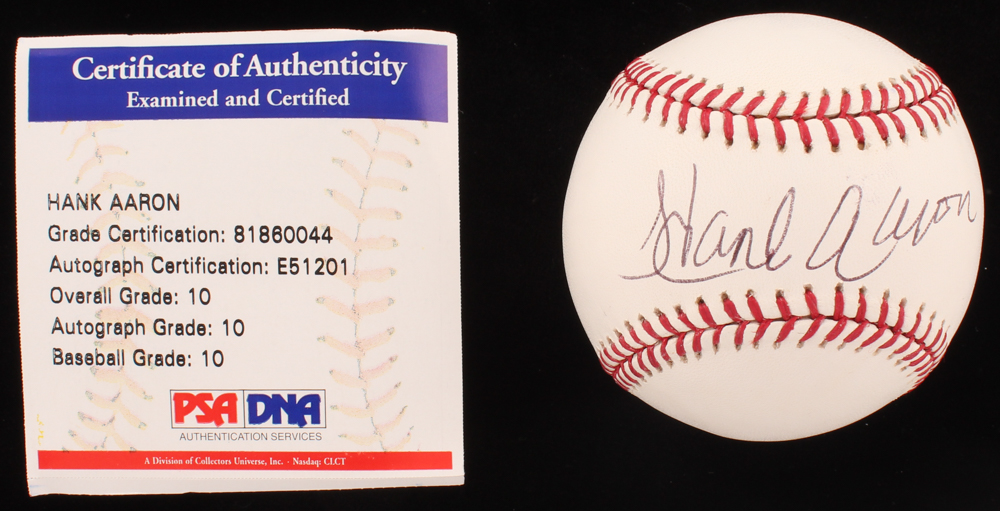 Certificate of Authenticity
Examined and Certified
HANK AARON
Grade Certification: 81860044
Autograph Certification: E51201
Overall Grade: 10
Autograph Grade: 10
Baseball Grade: 10
PSA DNA
AUTHENTICATION SERVICES
A Division of Collectors Universe, Inc. · Nasdaq: CLCT
Hank Aaron